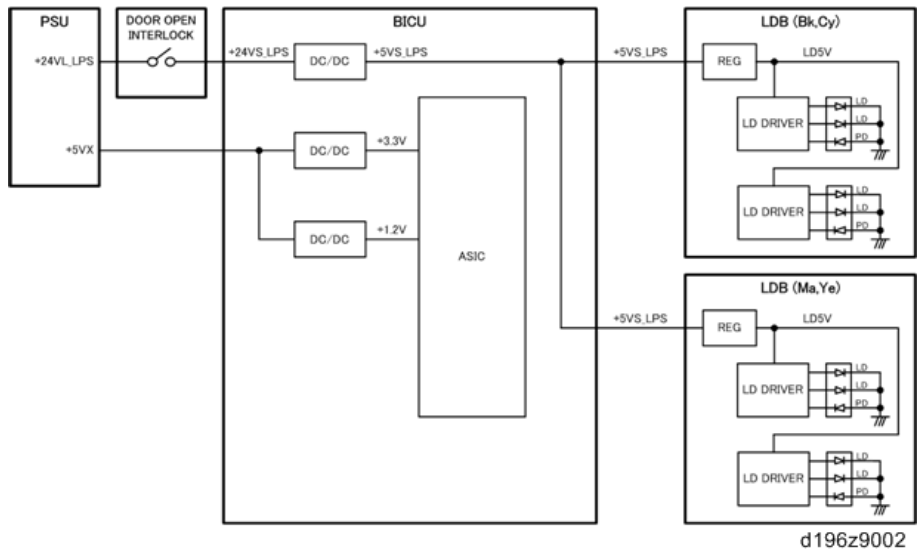 PSU
DOOR OPEN
INTERLOCK
BICU
LDB (Bk,Cy)
+24VL_LPS
+24VS_LPS
DC/DC
+5VS_LPS
+5VS_LPS
REG
LD5V
LD DRIVER
LD
LD
PD
+5VX
DC/DC
+3.3V
LD DRIVER
LD
LD
PD
DC/DC
+1.2V
ASIC
LDB (Ma,Ye)
+5VS_LPS
REG
LD5V
LD DRIVER
LD
LD
PD
LD DRIVER
LD
LD
PD
d196z9002